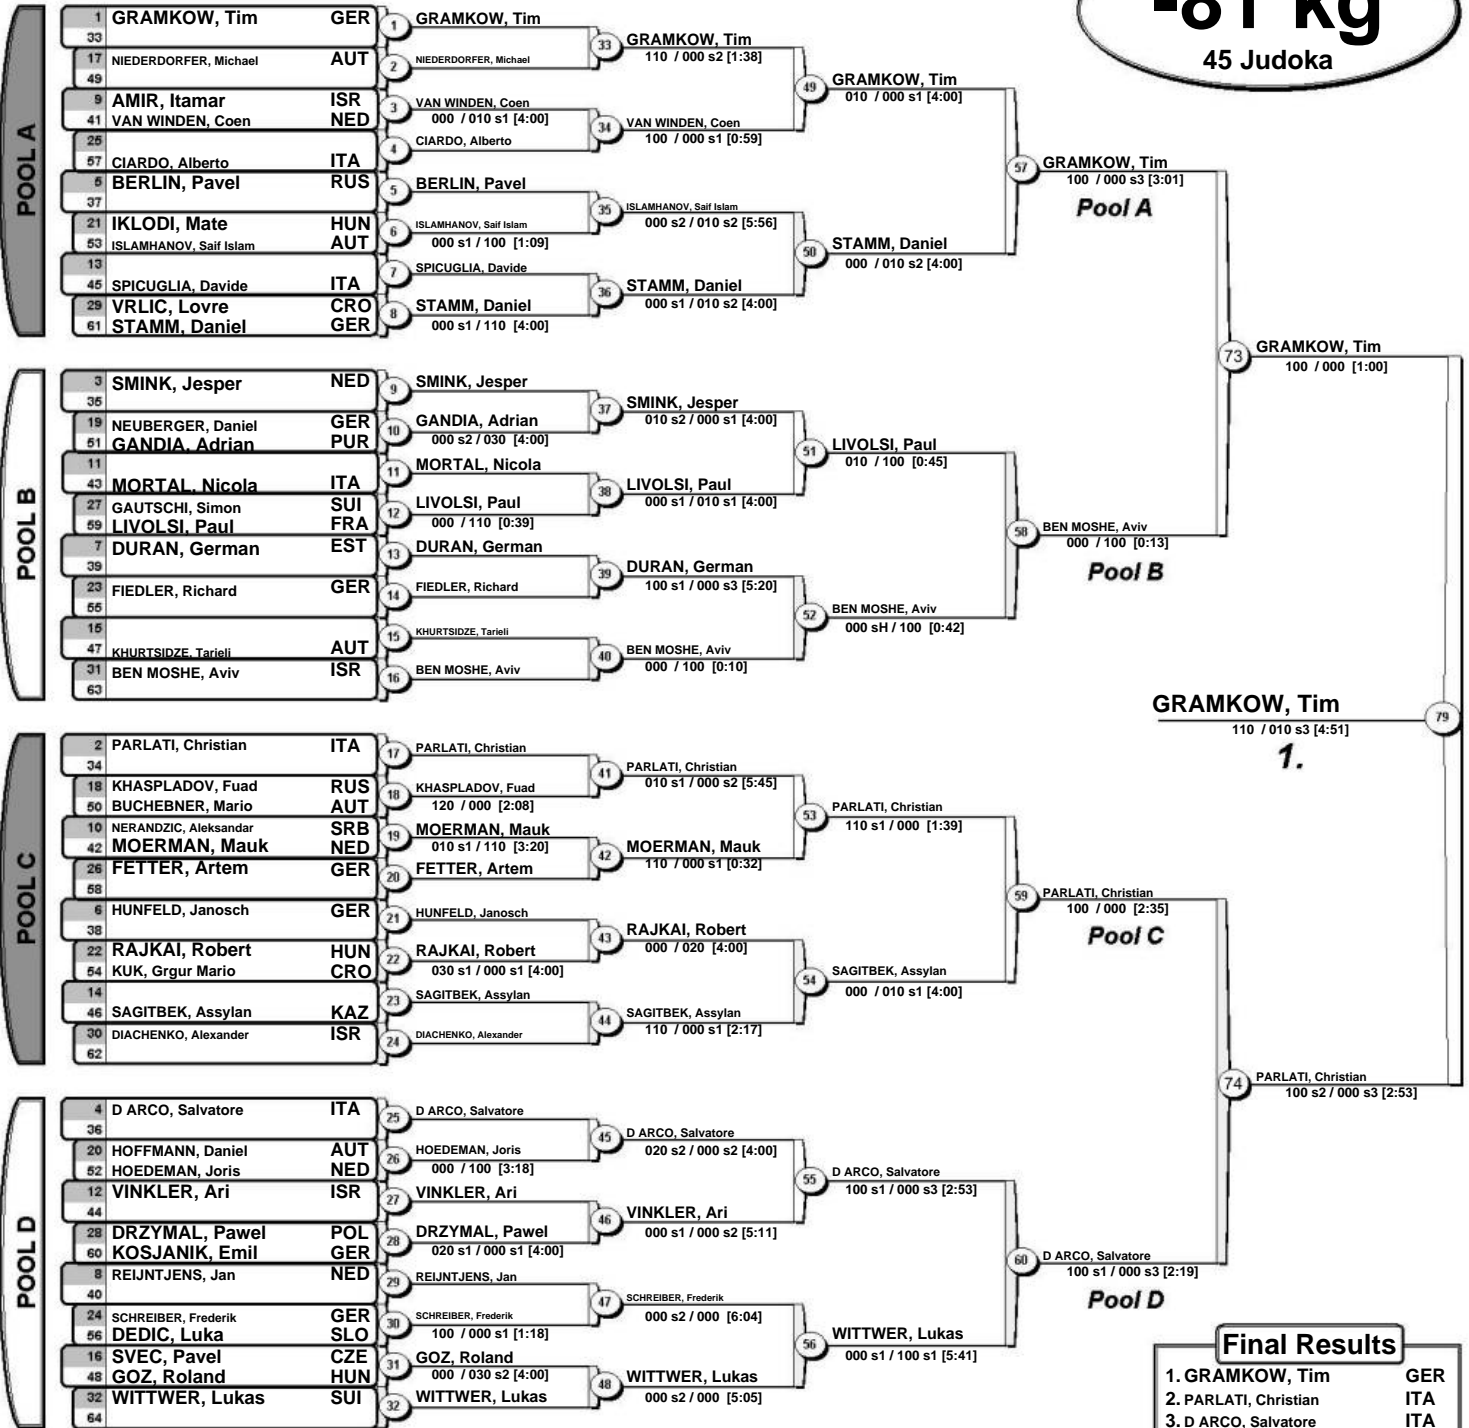 -81 kg
45 Judoka
POOL A
1 GRAMKOW, Tim GER
33
17 NIEDERDORFER, Michael AUT
49
9 AMIR, Itamar ISR
41 VAN WINDEN, Coen NED
25
57 CIARDO, Alberto ITA
5 BERLIN, Pavel RUS
37
21 IKLODI, Mate HUN
53 ISLAMHANOV, Saif Islam AUT
13
45 SPICUGLIA, Davide ITA
29 VRLIC, Lovre CRO
61 STAMM, Daniel GER
1 GRAMKOW, Tim
2 NIEDERDORFER, Michael
3 VAN WINDEN, Coen
000 / 010 s1 [4:00]
4 CIARDO, Alberto
5 BERLIN, Pavel
6 ISLAMHANOV, Saif Islam
000 s1 / 100 [1:09]
7 SPICUGLIA, Davide
8 STAMM, Daniel
000 s1 / 110 [4:00]
33 GRAMKOW, Tim
110 / 000 s2 [1:38]
34 VAN WINDEN, Coen
100 / 000 s1 [0:59]
35 ISLAMHANOV, Saif Islam
000 s2 / 010 s2 [5:56]
36 STAMM, Daniel
000 s1 / 010 s2 [4:00]
49 GRAMKOW, Tim
010 / 000 s1 [4:00]
50 STAMM, Daniel
000 / 010 s2 [4:00]
57 GRAMKOW, Tim
100 / 000 s3 [3:01]
Pool A
POOL B
3 SMINK, Jesper NED
35
19 NEUBERGER, Daniel GER
51 GANDIA, Adrian PUR
11
43 MORTAL, Nicola ITA
27 GAUTSCHI, Simon SUI
59 LIVOLSI, Paul FRA
7 DURAN, German EST
39
23 FIEDLER, Richard GER
55
15
47 KHURTSIDZE, Tarieli AUT
31 BEN MOSHE, Aviv ISR
63
9 SMINK, Jesper
10 GANDIA, Adrian
000 s2 / 030 [4:00]
11 MORTAL, Nicola
12 LIVOLSI, Paul
000 / 110 [0:39]
13 DURAN, German
14 FIEDLER, Richard
15 KHURTSIDZE, Tarieli
16 BEN MOSHE, Aviv
37 SMINK, Jesper
010 s2 / 000 s1 [4:00]
38 LIVOLSI, Paul
000 s1 / 010 s1 [4:00]
39 DURAN, German
100 s1 / 000 s3 [5:20]
40 BEN MOSHE, Aviv
000 / 100 [0:10]
51 LIVOLSI, Paul
010 / 100 [0:45]
52 BEN MOSHE, Aviv
000 sH / 100 [0:42]
58 BEN MOSHE, Aviv
000 / 100 [0:13]
Pool B
73 GRAMKOW, Tim
100 / 000 [1:00]
GRAMKOW, Tim 79
110 / 010 s3 [4:51]
1.
POOL C
2 PARLATI, Christian ITA
34
18 KHASPLADOV, Fuad RUS
50 BUCHEBNER, Mario AUT
10 NERANDZIC, Aleksandar SRB
42 MOERMAN, Mauk NED
26 FETTER, Artem GER
58
6 HUNFELD, Janosch GER
38
22 RAJKAI, Robert HUN
54 KUK, Grgur Mario CRO
14
46 SAGITBEK, Assylan KAZ
30 DIACHENKO, Alexander ISR
62
17 PARLATI, Christian
18 KHASPLADOV, Fuad
120 / 000 [2:08]
19 MOERMAN, Mauk
010 s1 / 110 [3:20]
20 FETTER, Artem
21 HUNFELD, Janosch
22 RAJKAI, Robert
030 s1 / 000 s1 [4:00]
23 SAGITBEK, Assylan
24 DIACHENKO, Alexander
41 PARLATI, Christian
010 s1 / 000 s2 [5:45]
42 MOERMAN, Mauk
110 / 000 s1 [0:32]
43 RAJKAI, Robert
000 / 020 [4:00]
44 SAGITBEK, Assylan
110 / 000 s1 [2:17]
53 PARLATI, Christian
110 s1 / 000 [1:39]
54 SAGITBEK, Assylan
000 / 010 s1 [4:00]
59 PARLATI, Christian
100 / 000 [2:35]
Pool C
POOL D
4 D ARCO, Salvatore ITA
36
20 HOFFMANN, Daniel AUT
52 HOEDEMAN, Joris NED
12 VINKLER, Ari ISR
44
28 DRZYMAL, Pawel POL
60 KOSJANIK, Emil GER
8 REIJNTJENS, Jan NED
40
24 SCHREIBER, Frederik GER
56 DEDIC, Luka SLO
16 SVEC, Pavel CZE
48 GOZ, Roland HUN
32 WITTWER, Lukas SUI
64
25 D ARCO, Salvatore
26 HOEDEMAN, Joris
000 / 100 [3:18]
27 VINKLER, Ari
28 DRZYMAL, Pawel
020 s1 / 000 s1 [4:00]
29 REIJNTJENS, Jan
30 SCHREIBER, Frederik
100 / 000 s1 [1:18]
31 GOZ, Roland
000 / 030 s2 [4:00]
32 WITTWER, Lukas
45 D ARCO, Salvatore
020 s2 / 000 s2 [4:00]
46 VINKLER, Ari
000 s1 / 000 s2 [5:11]
47 SCHREIBER, Frederik
000 s2 / 000 [6:04]
48 WITTWER, Lukas
000 s2 / 000 [5:05]
55 D ARCO, Salvatore
100 s1 / 000 s3 [2:53]
56 WITTWER, Lukas
000 s1 / 100 s1 [5:41]
60 D ARCO, Salvatore
100 s1 / 000 s3 [2:19]
Pool D
74 PARLATI, Christian
100 s2 / 000 s3 [2:53]
Final Results
1. GRAMKOW, Tim GER
2. PARLATI, Christian ITA
3. D ARCO, Salvatore ITA